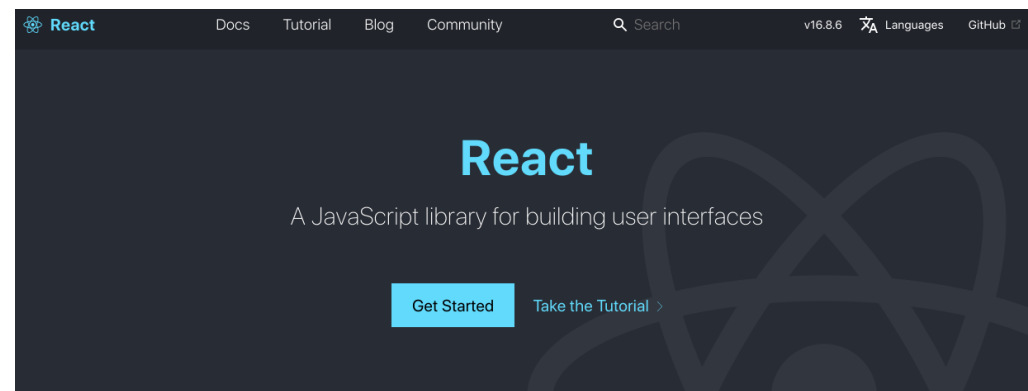 React Docs Tutorial Blog Community Search v16.8.6 Languages GitHub
React
A JavaScript library for building user interfaces
Get Started Take the Tutorial >